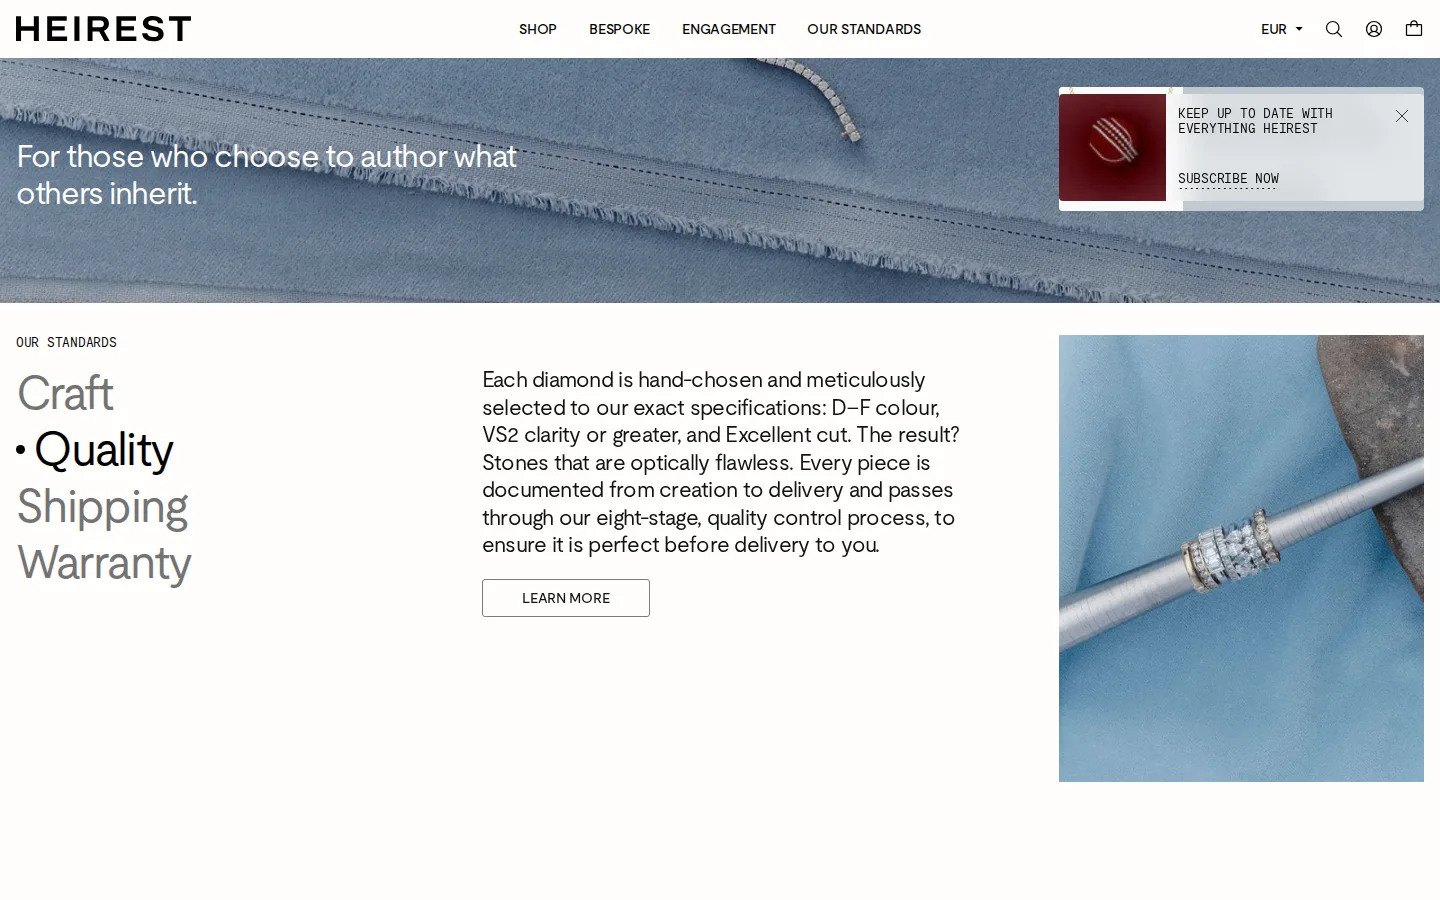 HEIREST
SHOP
BESPOKE
ENGAGEMENT
OUR STANDARDS
EUR
For those who choose to author what
others inherit.
KEEP UP TO DATE WITH
EVERYTHING HEIREST
SUBSCRIBE NOW
OUR STANDARDS
Craft
• Quality
Shipping
Warranty
Each diamond is hand-chosen and meticulously
selected to our exact specifications: D–F colour,
VS2 clarity or greater, and Excellent cut. The result?
Stones that are optically flawless. Every piece is
documented from creation to delivery and passes
through our eight-stage, quality control process, to
ensure it is perfect before delivery to you.
LEARN MORE